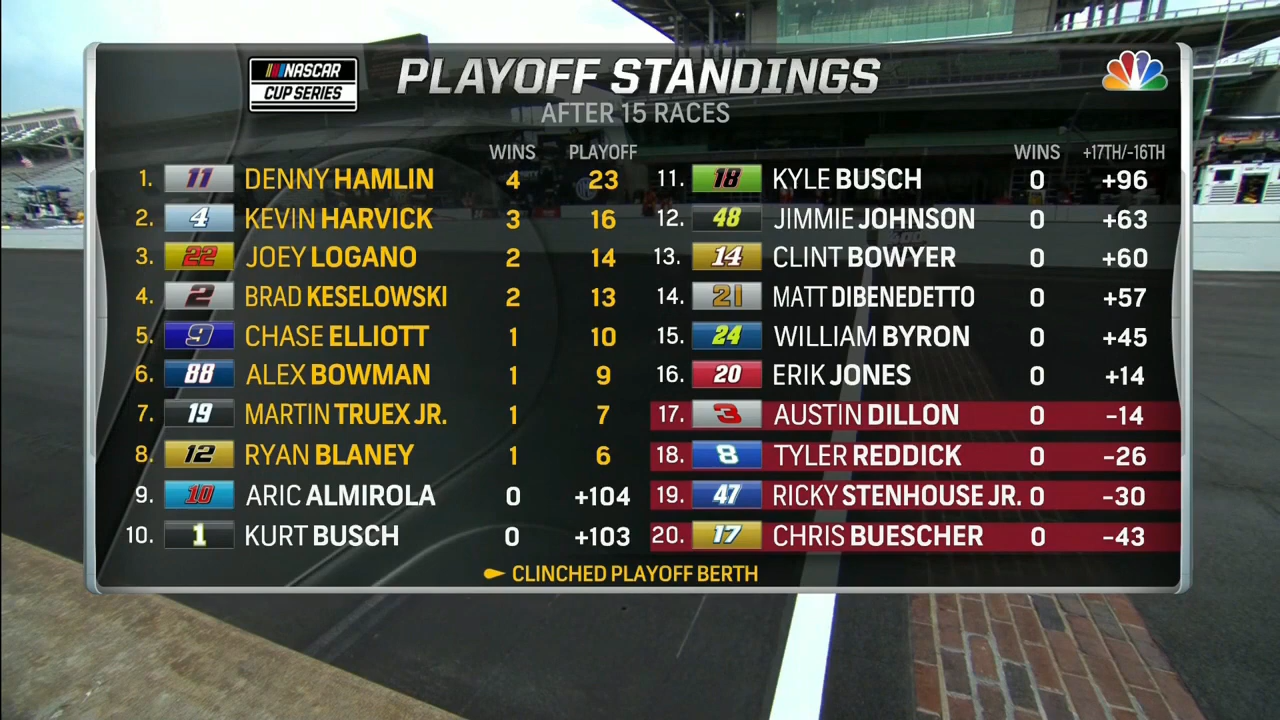 NASCAR
CUP SERIES
PLAYOFF STANDINGS
AFTER 15 RACES
WINS PLAYOFF
1. 11 DENNY HAMLIN 4 23
2. 4 KEVIN HARVICK 3 16
3. 22 JOEY LOGANO 2 14
4. 2 BRAD KESELOWSKI 2 13
5. 9 CHASE ELLIOTT 1 10
6. 88 ALEX BOWMAN 1 9
7. 19 MARTIN TRUEX JR. 1 7
8. 12 RYAN BLANEY 1 6
9. 10 ARIC ALMIROLA 0 +104
10. 1 KURT BUSCH 0 +103
WINS +17TH/-16TH
11. 18 KYLE BUSCH 0 +96
12. 48 JIMMIE JOHNSON 0 +63
13. 14 CLINT BOWYER 0 +60
14. 21 MATT DIBENEDETTO 0 +57
15. 24 WILLIAM BYRON 0 +45
16. 20 ERIK JONES 0 +14
17. 3 AUSTIN DILLON 0 -14
18. 8 TYLER REDDICK 0 -26
19. 47 RICKY STENHOUSE JR. 0 -30
20. 17 CHRIS BUESCHER 0 -43
CLINCHED PLAYOFF BERTH